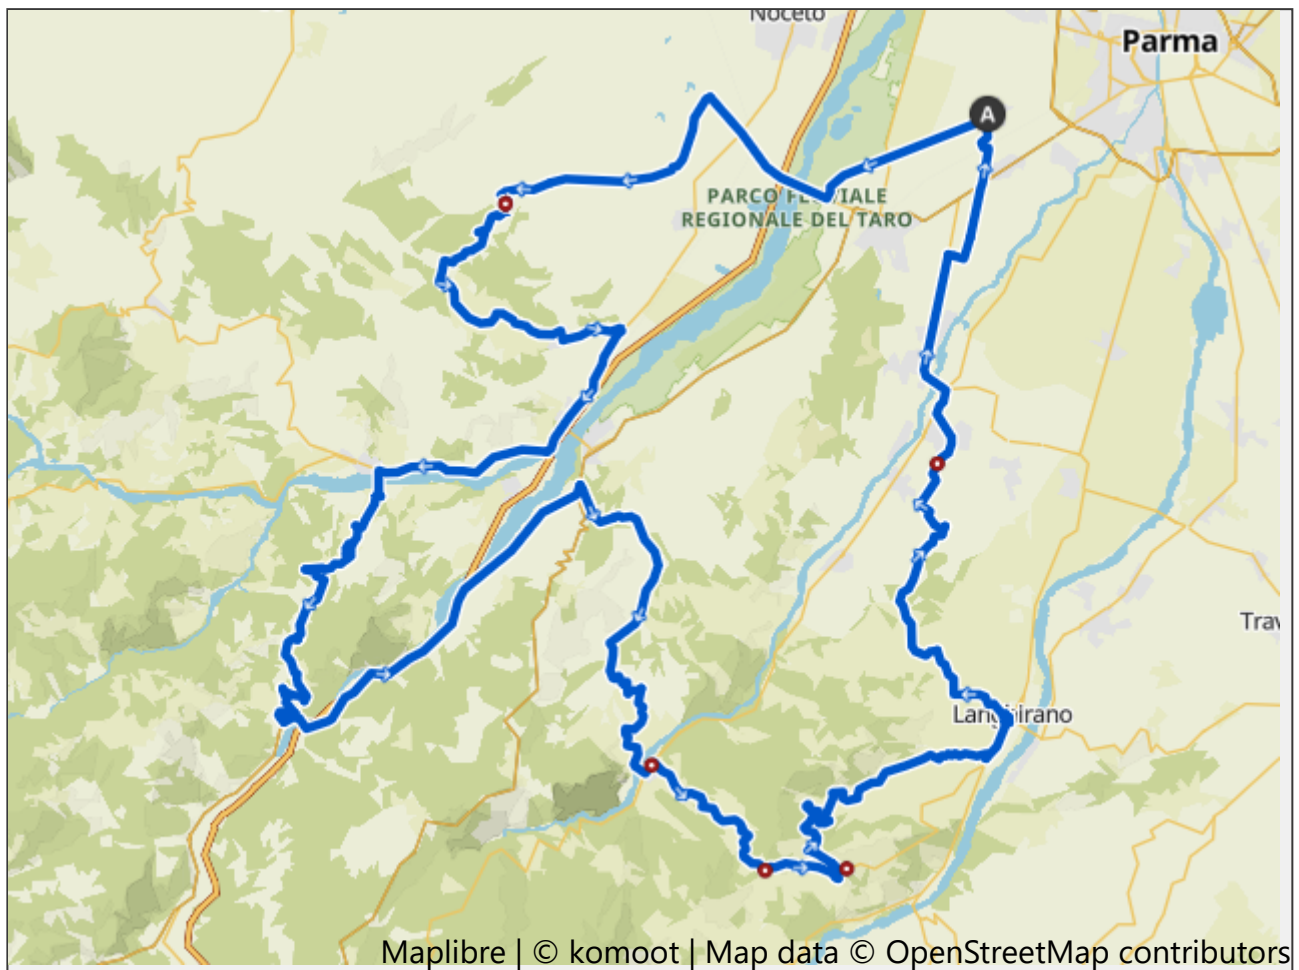 Noceto
Parma
A
PARCO FLUVIALE
REGIONALE DEL TARO
Trav
Langhirano
Maplibre | © komoot | Map data © OpenStreetMap contributors